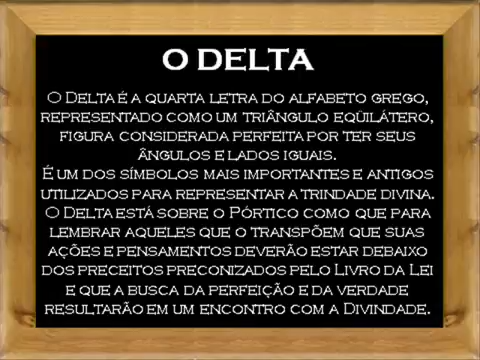 O DELTA
O DELTA É A QUARTA LETRA DO ALFABETO GREGO,
REPRESENTADO COMO UM TRIÂNGULO EQÜILÁTERO,
FIGURA CONSIDERADA PERFEITA POR TER SEUS
ÂNGULOS E LADOS IGUAIS.
É UM DOS SÍMBOLOS MAIS IMPORTANTES E ANTIGOS
UTILIZADOS PARA REPRESENTAR A TRINDADE DIVINA.
O DELTA ESTÁ SOBRE O PÓRTICO COMO QUE PARA
LEMBRAR AQUELES QUE O TRANSPÕEM QUE SUAS
AÇÕES E PENSAMENTOS DEVERÃO ESTAR DEBAIXO
DOS PRECEITOS PRECONIZADOS PELO LIVRO DA LEI
E QUE A BUSCA DA PERFEIÇÃO E DA VERDADE
RESULTARÃO EM UM ENCONTRO COM A DIVINDADE.